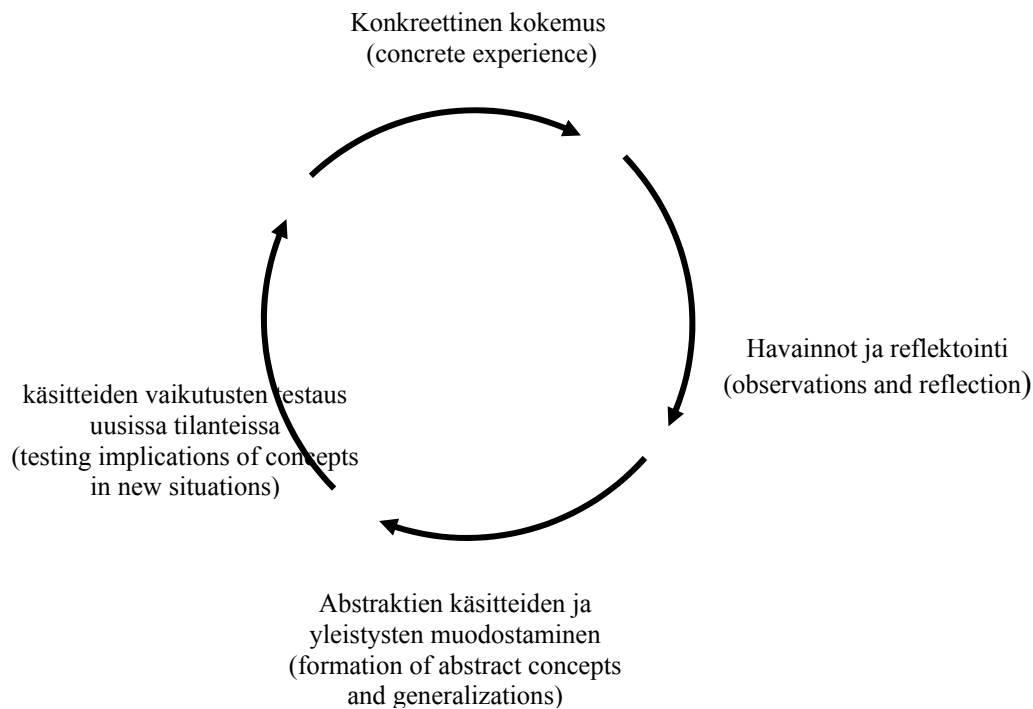 Konkreettinen kokemus
(concrete experience)
Havainnot ja reflektointi
(observations and reflection)
käsitteiden vaikutusten testaus
uusissa tilanteissa
(testing implications of concepts
in new situations)
Abstraktien käsitteiden ja
yleistysten muodostaminen
(formation of abstract concepts
and generalizations)